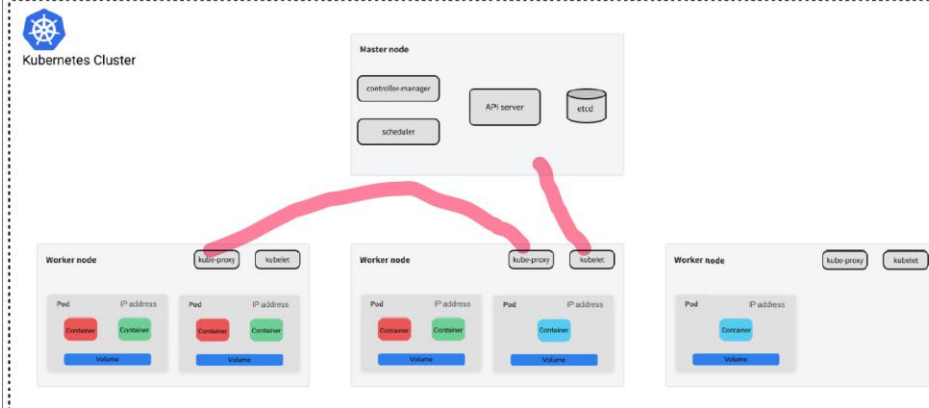 Kubernetes Cluster
Master node
controller-manager
API server
etcd
scheduler
Worker node
kube-proxy
kubelet
Pod
IP address
Pod
IP address
Container
Container
Container
Container
Volume
Volume
Worker node
kube-proxy
kubelet
Pod
IP address
Pod
IP address
Container
Container
Container
Volume
Volume
Worker node
kube-proxy
kubelet
Pod
IP address
Container
Volume